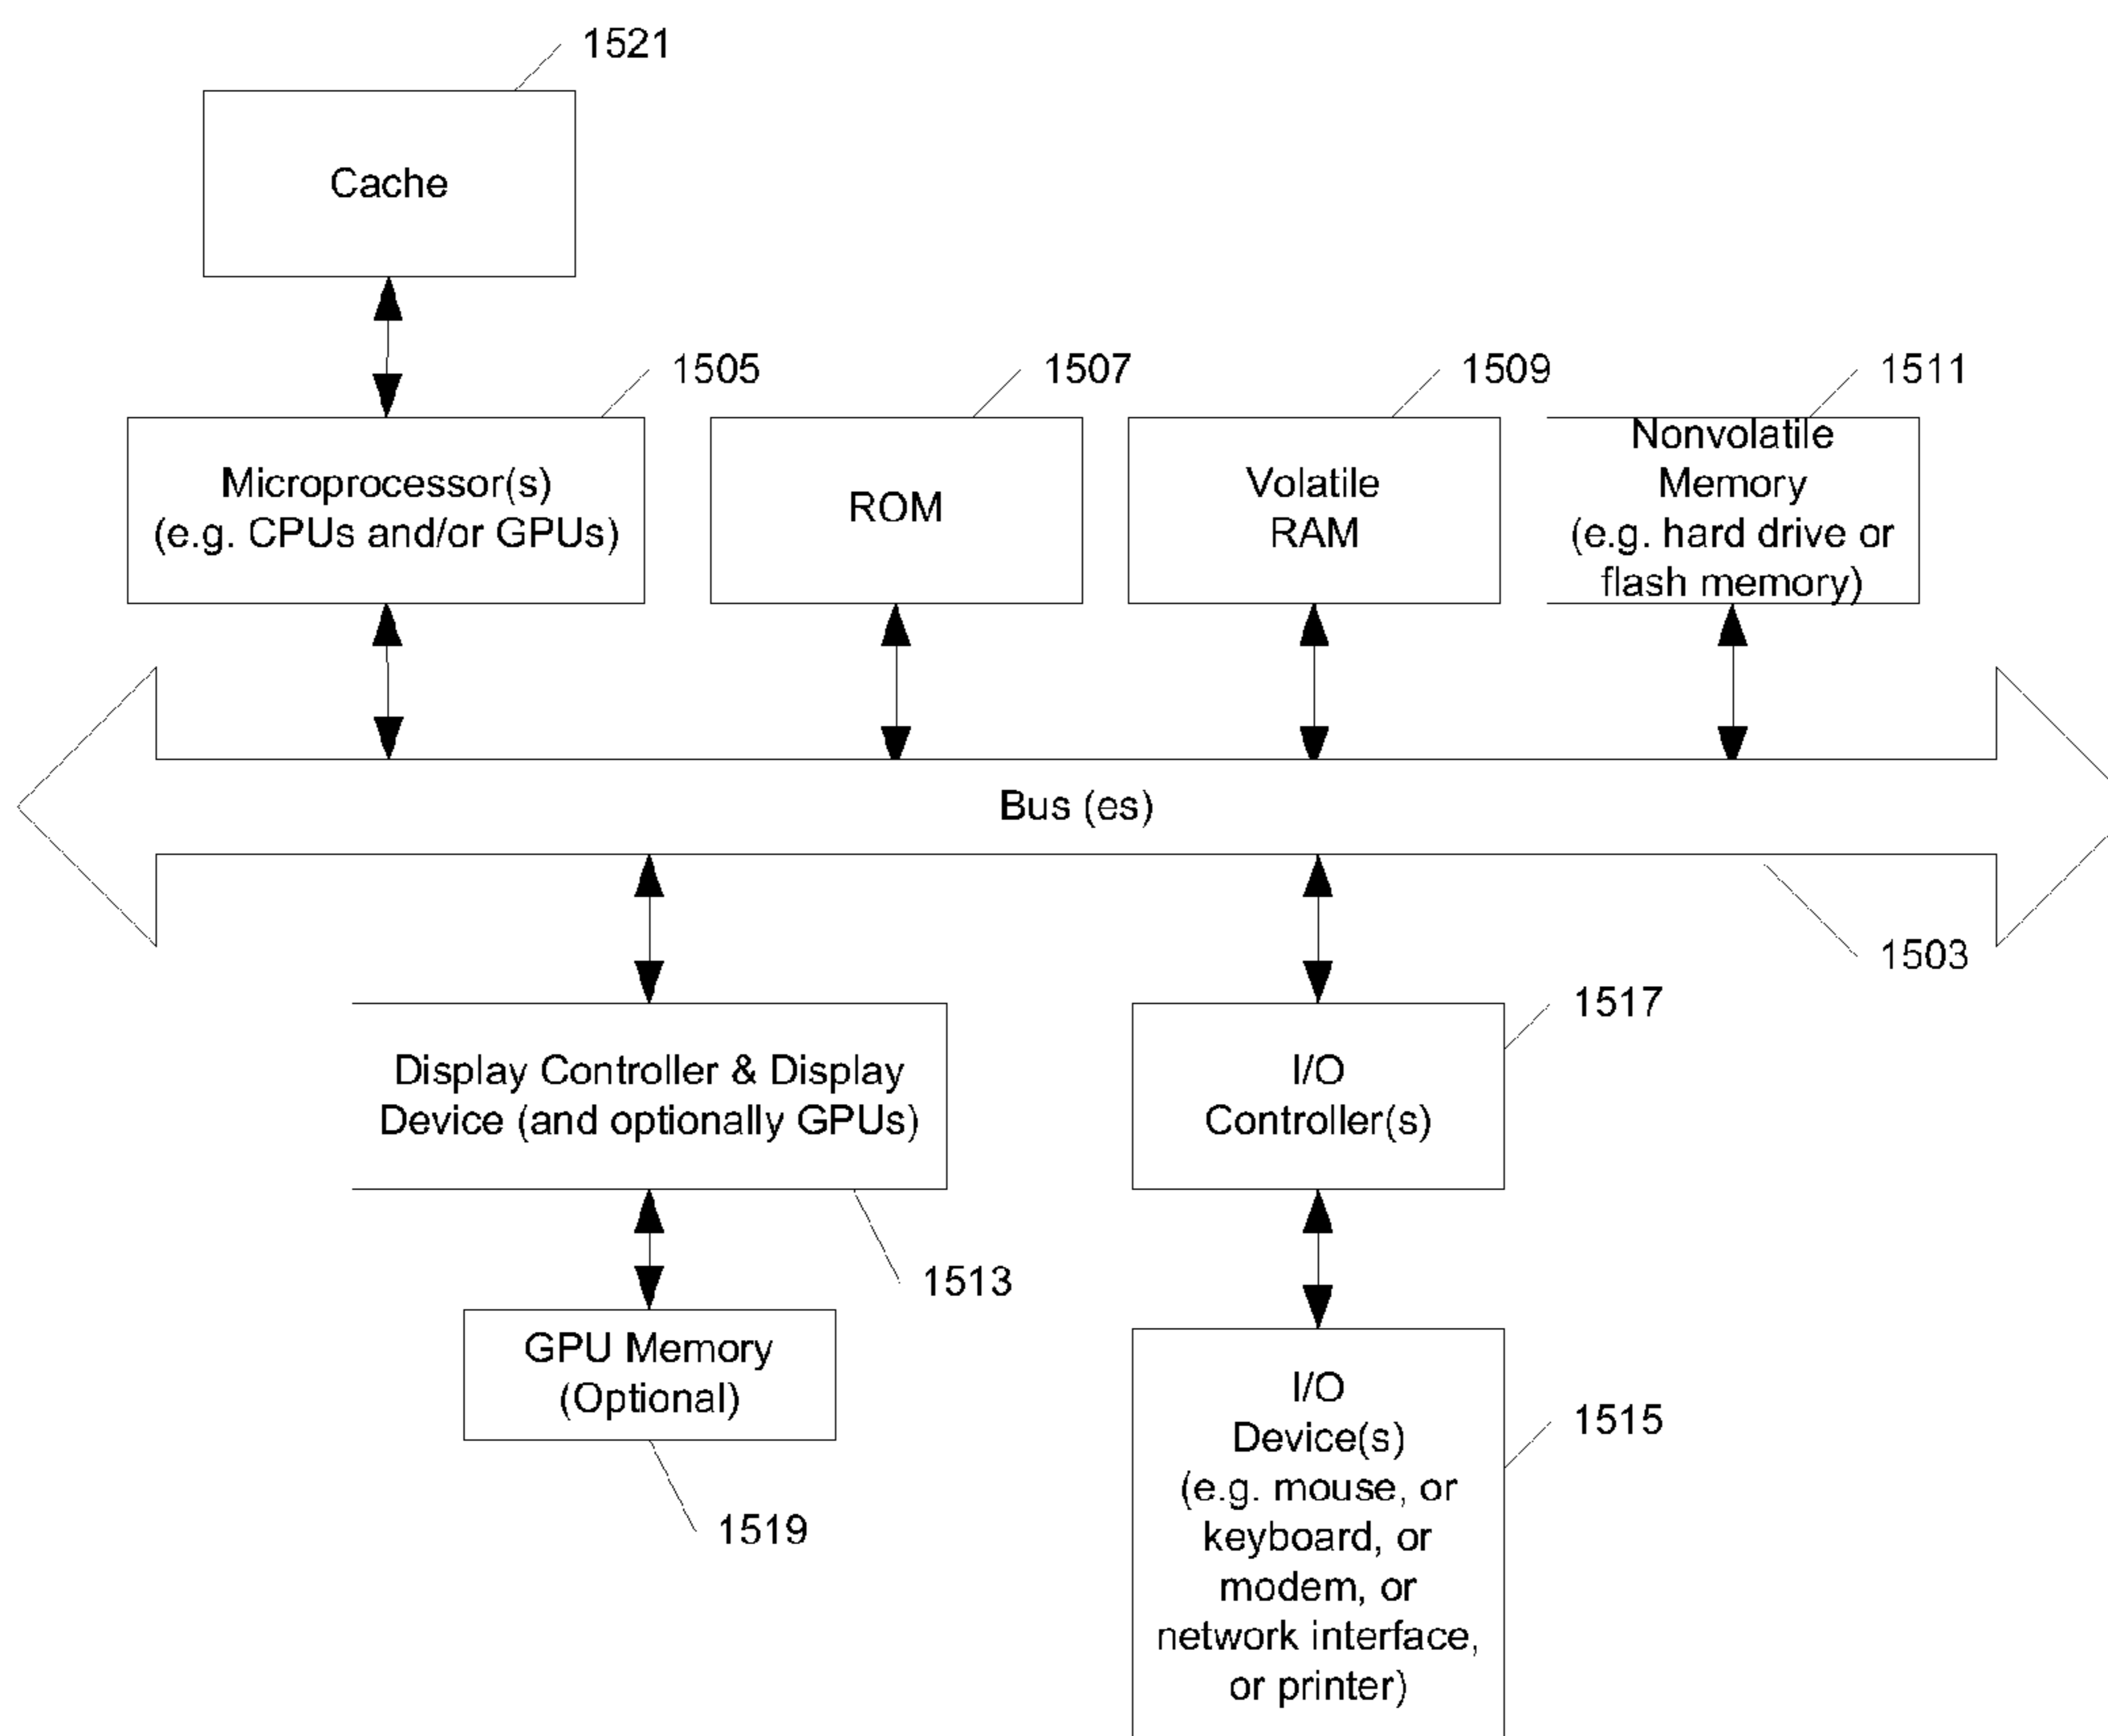 1521
Cache
1505
1507
1509
1511
Microprocessor(s)
(e.g. CPUs and/or GPUs)
ROM
Volatile
RAM
Nonvolatile
Memory
(e.g. hard drive or
flash memory)
Bus (es)
1503
Display Controller & Display
Device (and optionally GPUs)
1513
I/O
Controller(s)
1517
GPU Memory
(Optional)
1519
I/O
Device(s)
(e.g. mouse, or
keyboard, or
modem, or
network interface,
or printer)
1515